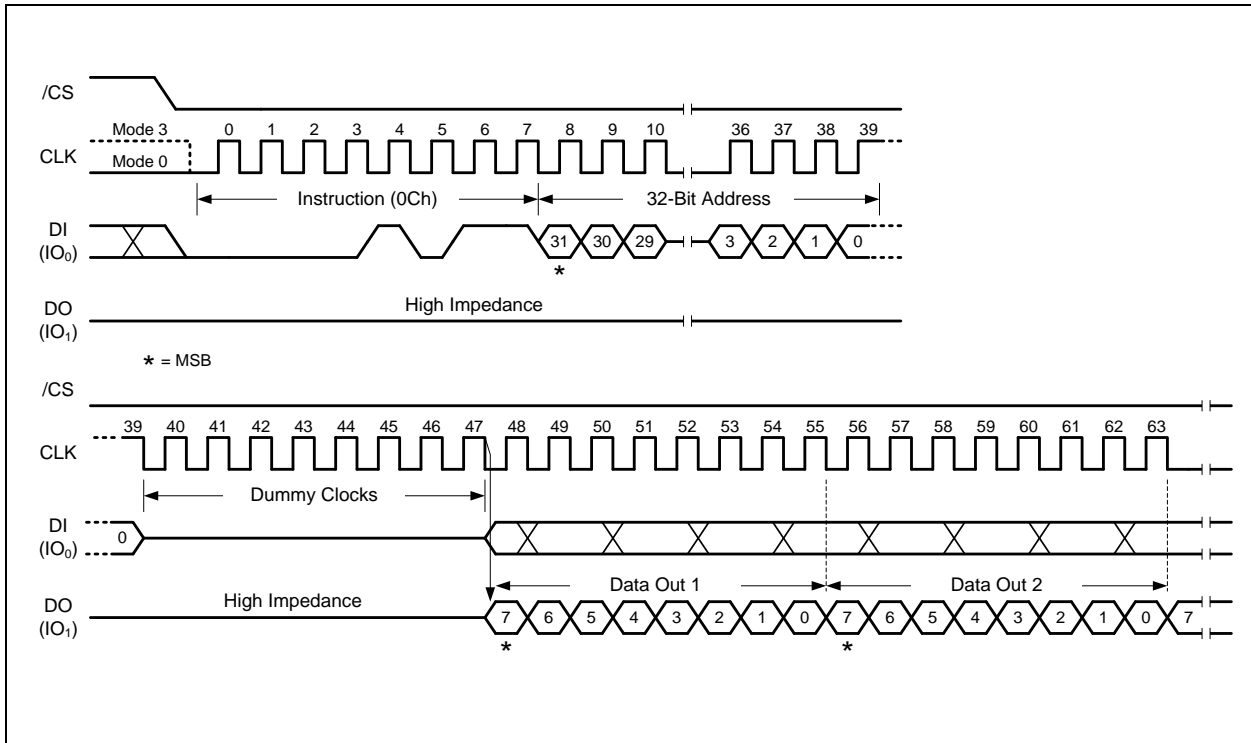 /CS
Mode 3 0 1 2 3 4 5 6 7 8 9 10 36 37 38 39
CLK Mode 0
Instruction (0Ch) 32-Bit Address
DI
(IO₀) 31 30 29 3 2 1 0
*
DO High Impedance
(IO₁)
* = MSB
/CS
39 40 41 42 43 44 45 46 47 48 49 50 51 52 53 54 55 56 57 58 59 60 61 62 63
CLK
Dummy Clocks
DI
(IO₀) 0
Data Out 1 Data Out 2
DO High Impedance
(IO₁) 7 6 5 4 3 2 1 0 7 6 5 4 3 2 1 0 7
* *